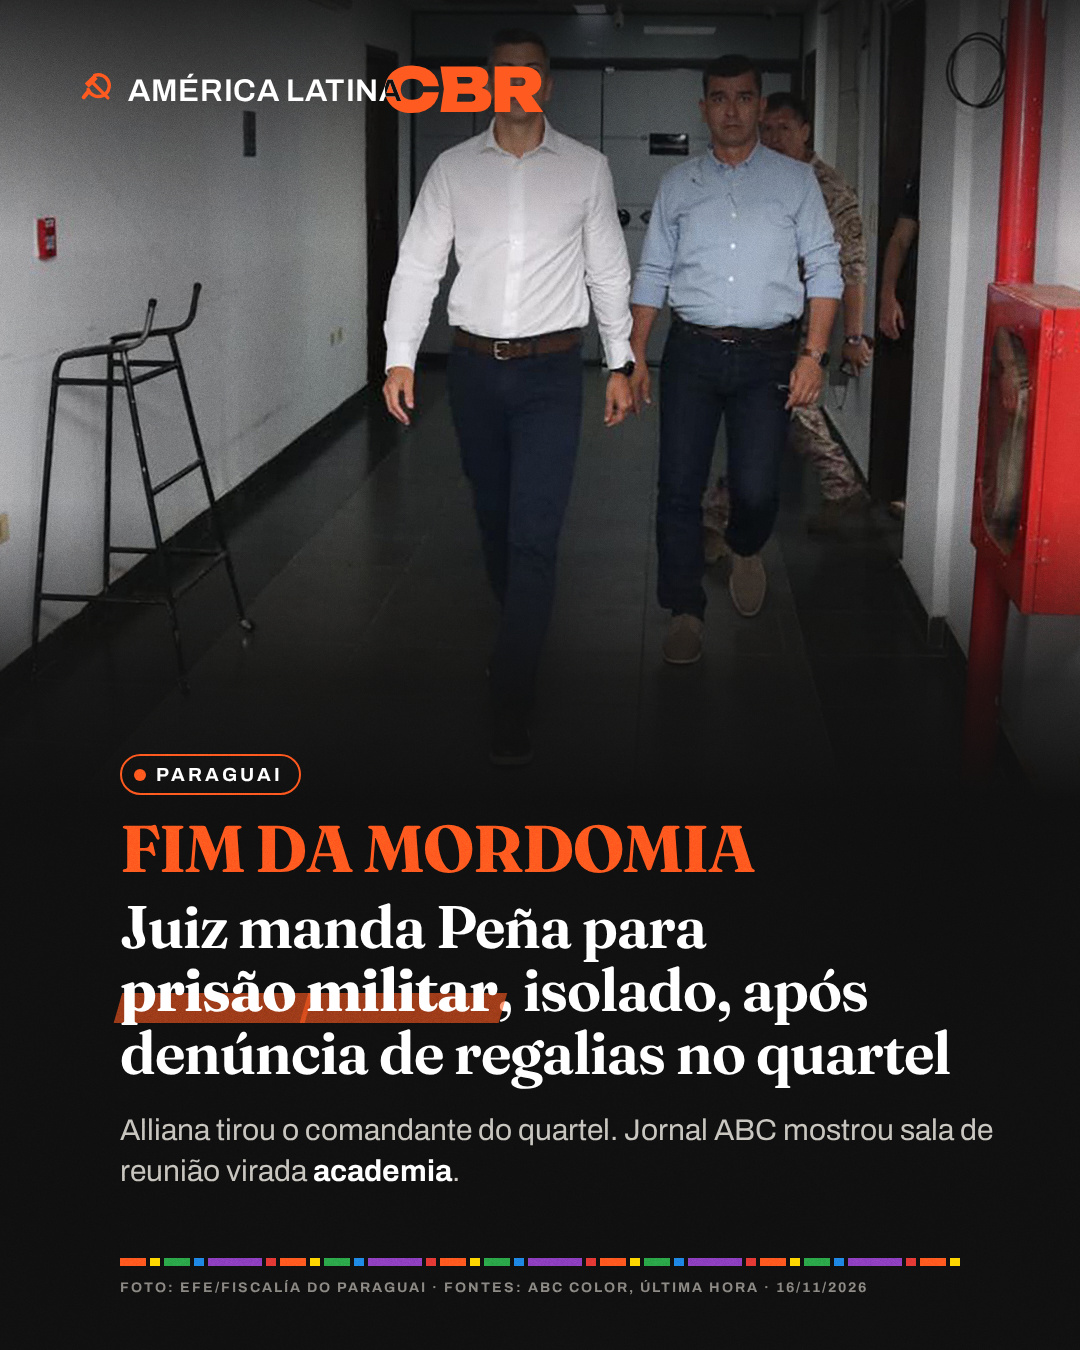 AMÉRICA LATINA
CBR
PARAGUAI
FIM DA MORDOMIA
Juiz manda Peña para
prisão militar, isolado, após
denúncia de regalias no quartel
Alliana tirou o comandante do quartel. Jornal ABC mostrou sala de
reunião virada academia.
FOTO: EFE/FISCALÍA DO PARAGUAI · FONTES: ABC COLOR, ÚLTIMA HORA · 16/11/2026